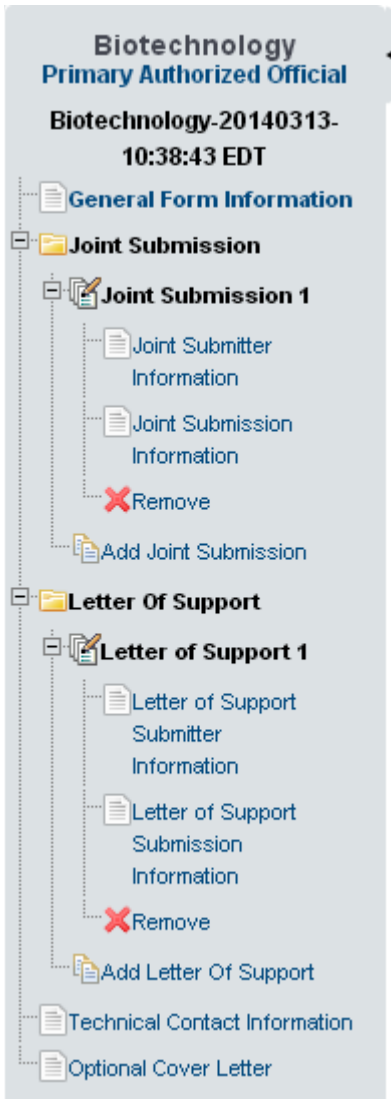 Biotechnology
Primary Authorized Official
Biotechnology-20140313-
10:38:43 EDT
General Form Information
Joint Submission
Joint Submission 1
Joint Submitter
Information
Joint Submission
Information
Remove
Add Joint Submission
Letter Of Support
Letter of Support 1
Letter of Support
Submitter
Information
Letter of Support
Submission
Information
Remove
Add Letter Of Support
Technical Contact Information
Optional Cover Letter